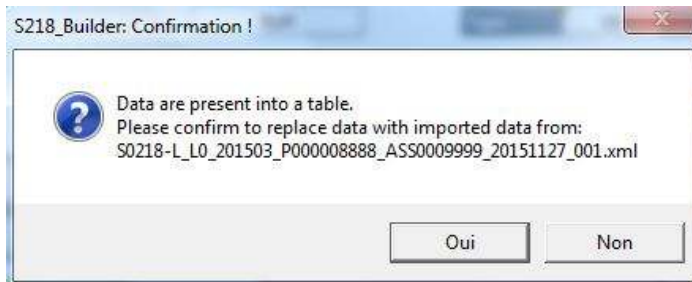 S218_Builder: Confirmation !
Data are present into a table.
Please confirm to replace data with imported data from:
S0218-L_L0_201503_P000008888_ASS0009999_20151127_001.xml
Oui
Non